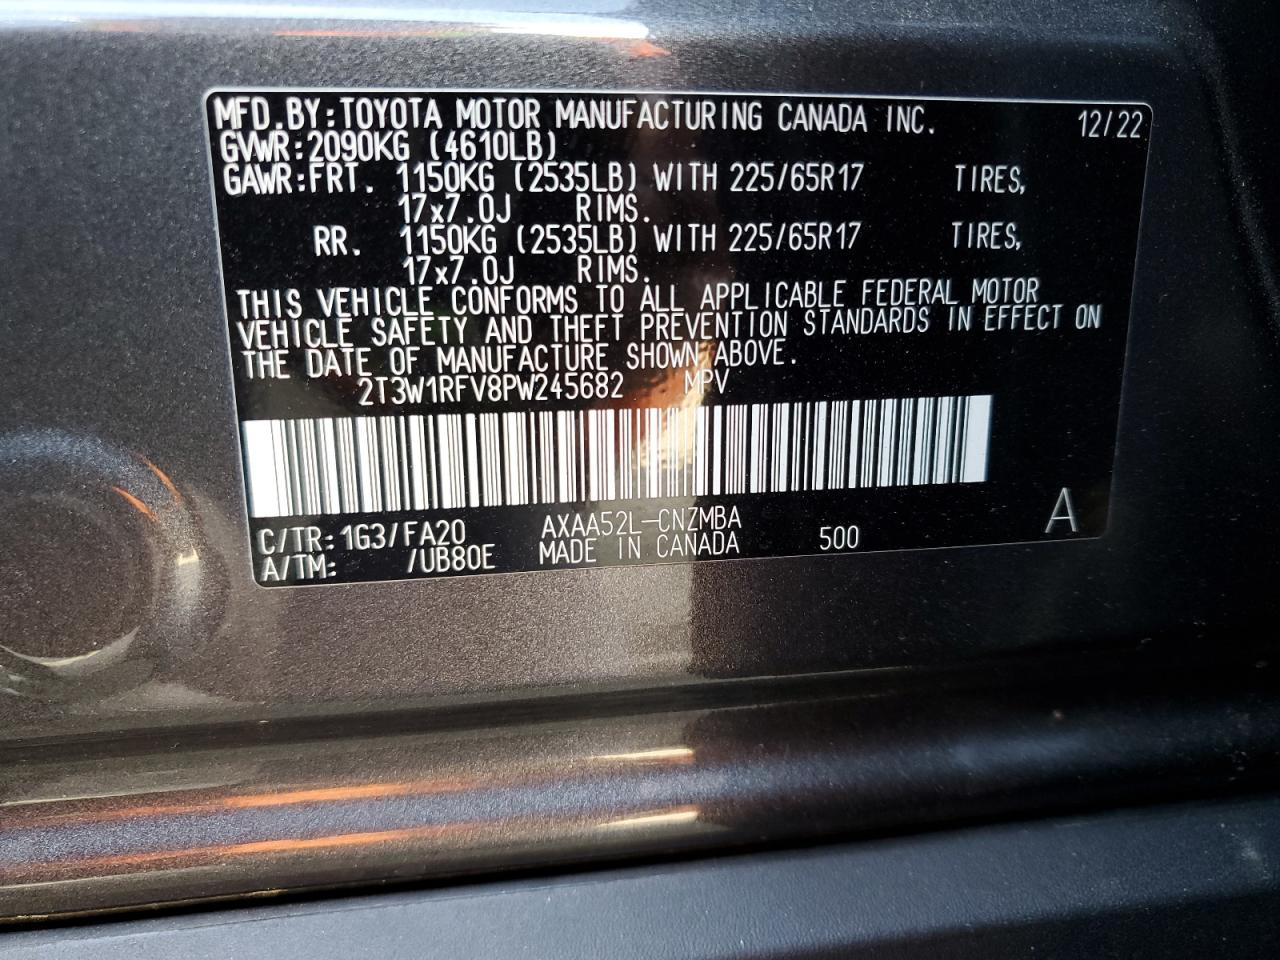 MFD.BY:TOYOTA MOTOR MANUFACTURING CANADA INC. 12/22
GVWR:2090KG (4610LB)
GAWR:FRT. 1150KG (2535LB) WITH 225/65R17 TIRES,
17x7.0J RIMS.
RR. 1150KG (2535LB) WITH 225/65R17 TIRES,
17x7.0J RIMS.
THIS VEHICLE CONFORMS TO ALL APPLICABLE FEDERAL MOTOR
VEHICLE SAFETY AND THEFT PREVENTION STANDARDS IN EFFECT ON
THE DATE OF MANUFACTURE SHOWN ABOVE.
2T3W1RFV8PW245682 MPV
C/TR:1G3/FA20 AXAA52L-CNZMBA 500 A
A/TM: /UB80E MADE IN CANADA